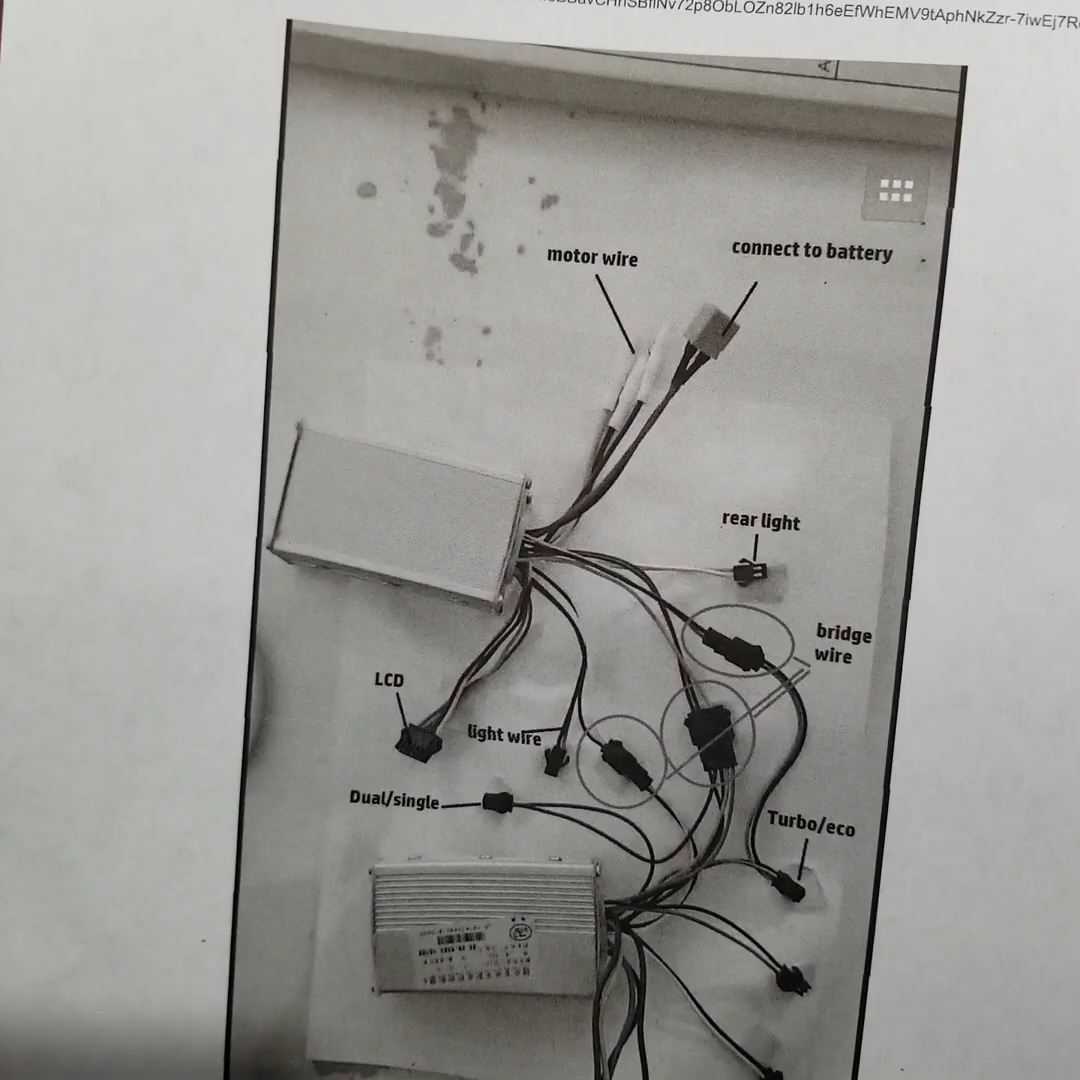 motor wire
connect to battery
rear light
bridge
wire
LCD
light wire
Dual/single
Turbo/eco